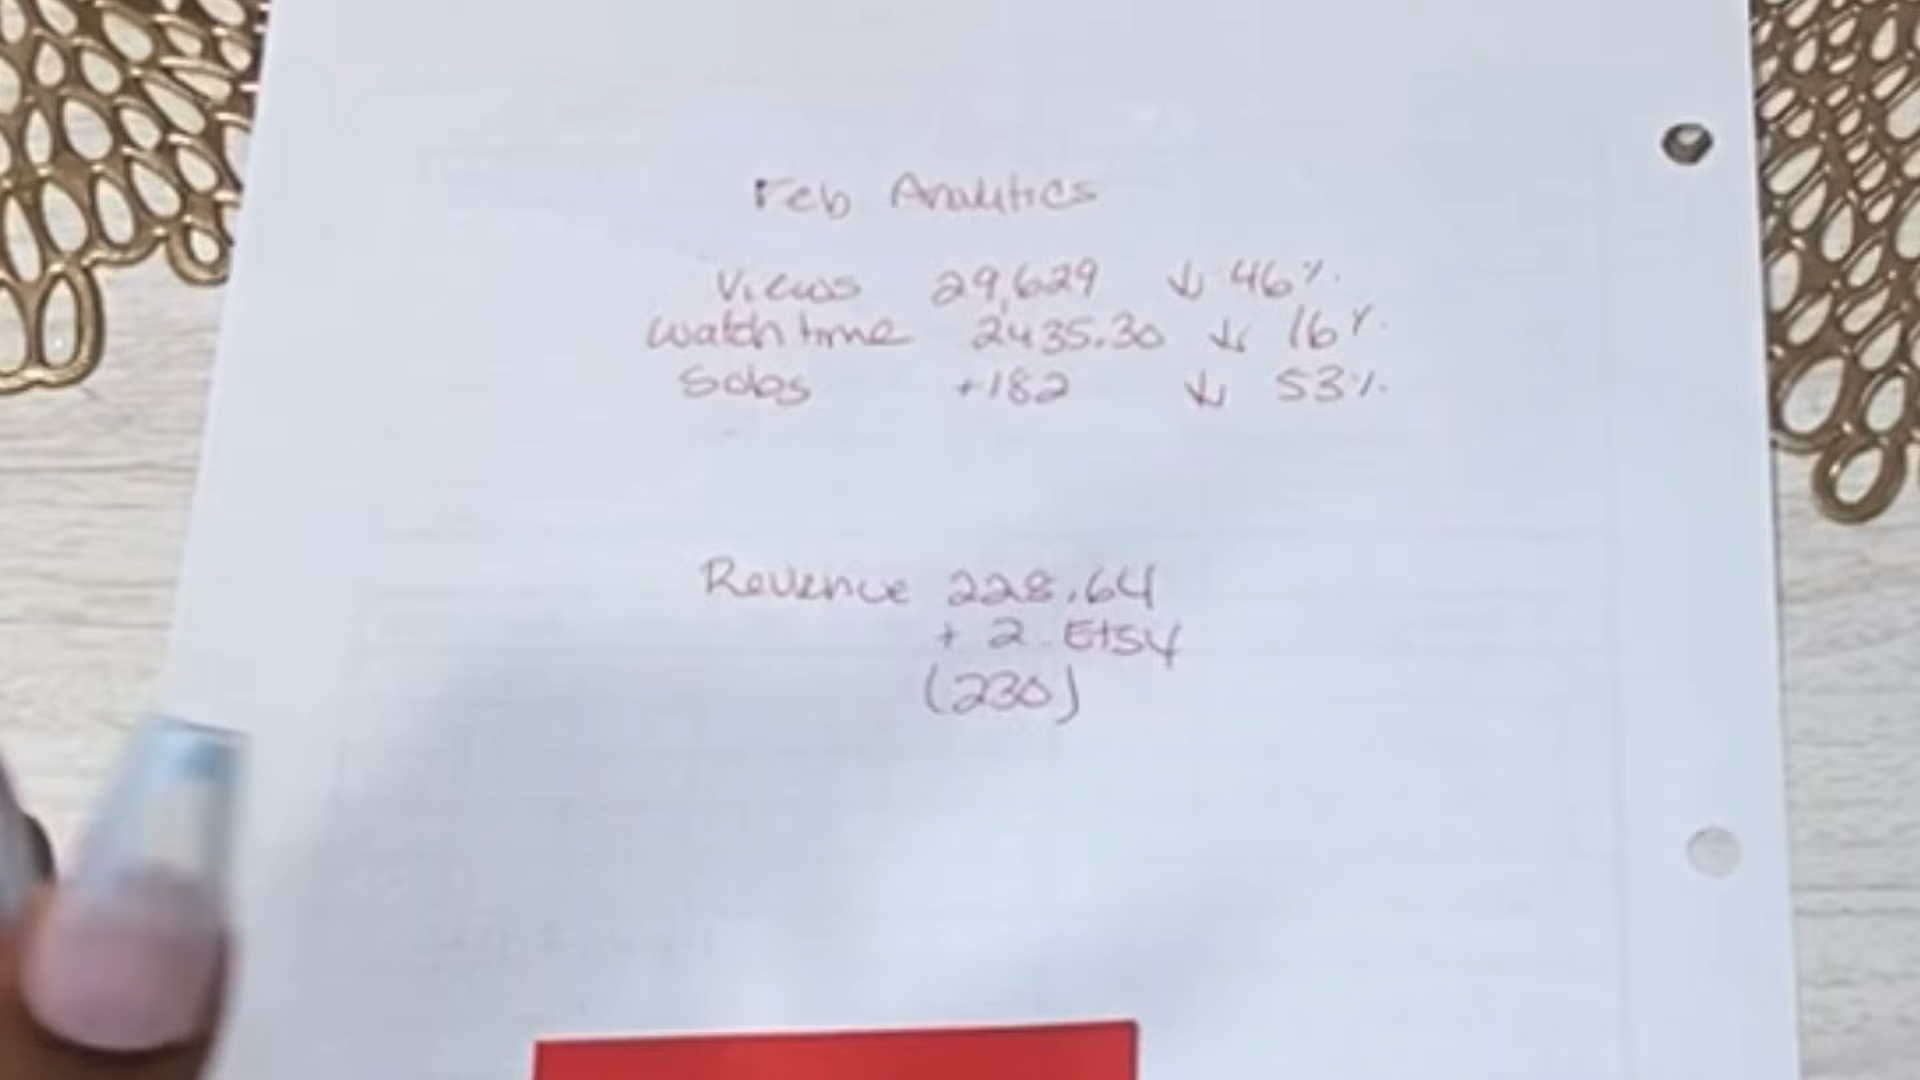 Feb Analytics
Views 29,629 ↓ 46%
Watch time 2435.30 ↓ 16%
Subs +182 ↓ 53%
Revenue 228.64
+ 2 Etsy
(230)